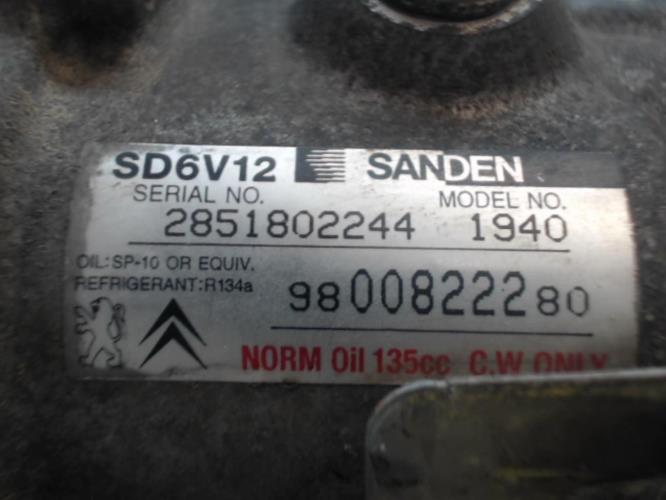 SD6V12 SANDEN
SERIAL NO. MODEL NO.
2851802244 1940
OIL:SP-10 OR EQUIV.
REFRIGERANT:R134a
9800822280
NORM Oil 135cc C.W ONLY